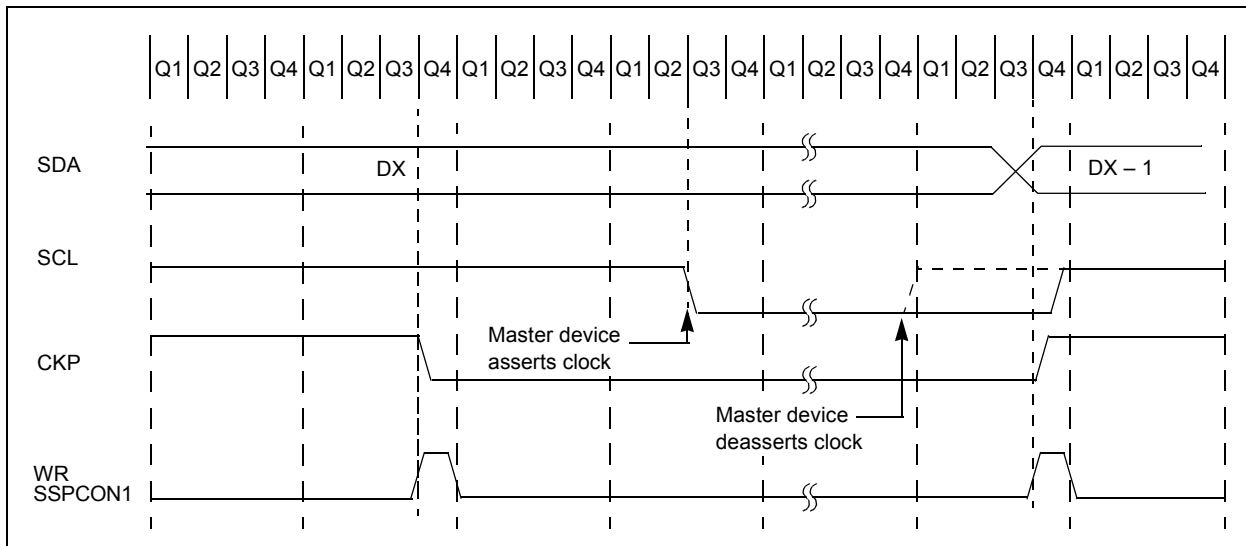 Q1 Q2 Q3 Q4 Q1 Q2 Q3 Q4 Q1 Q2 Q3 Q4 Q1 Q2 Q3 Q4 Q1 Q2 Q3 Q4 Q1 Q2 Q3 Q4 Q1 Q2 Q3 Q4
SDA
DX
DX – 1
SCL
Master device
asserts clock
CKP
Master device
deasserts clock
WR
SSPCON1